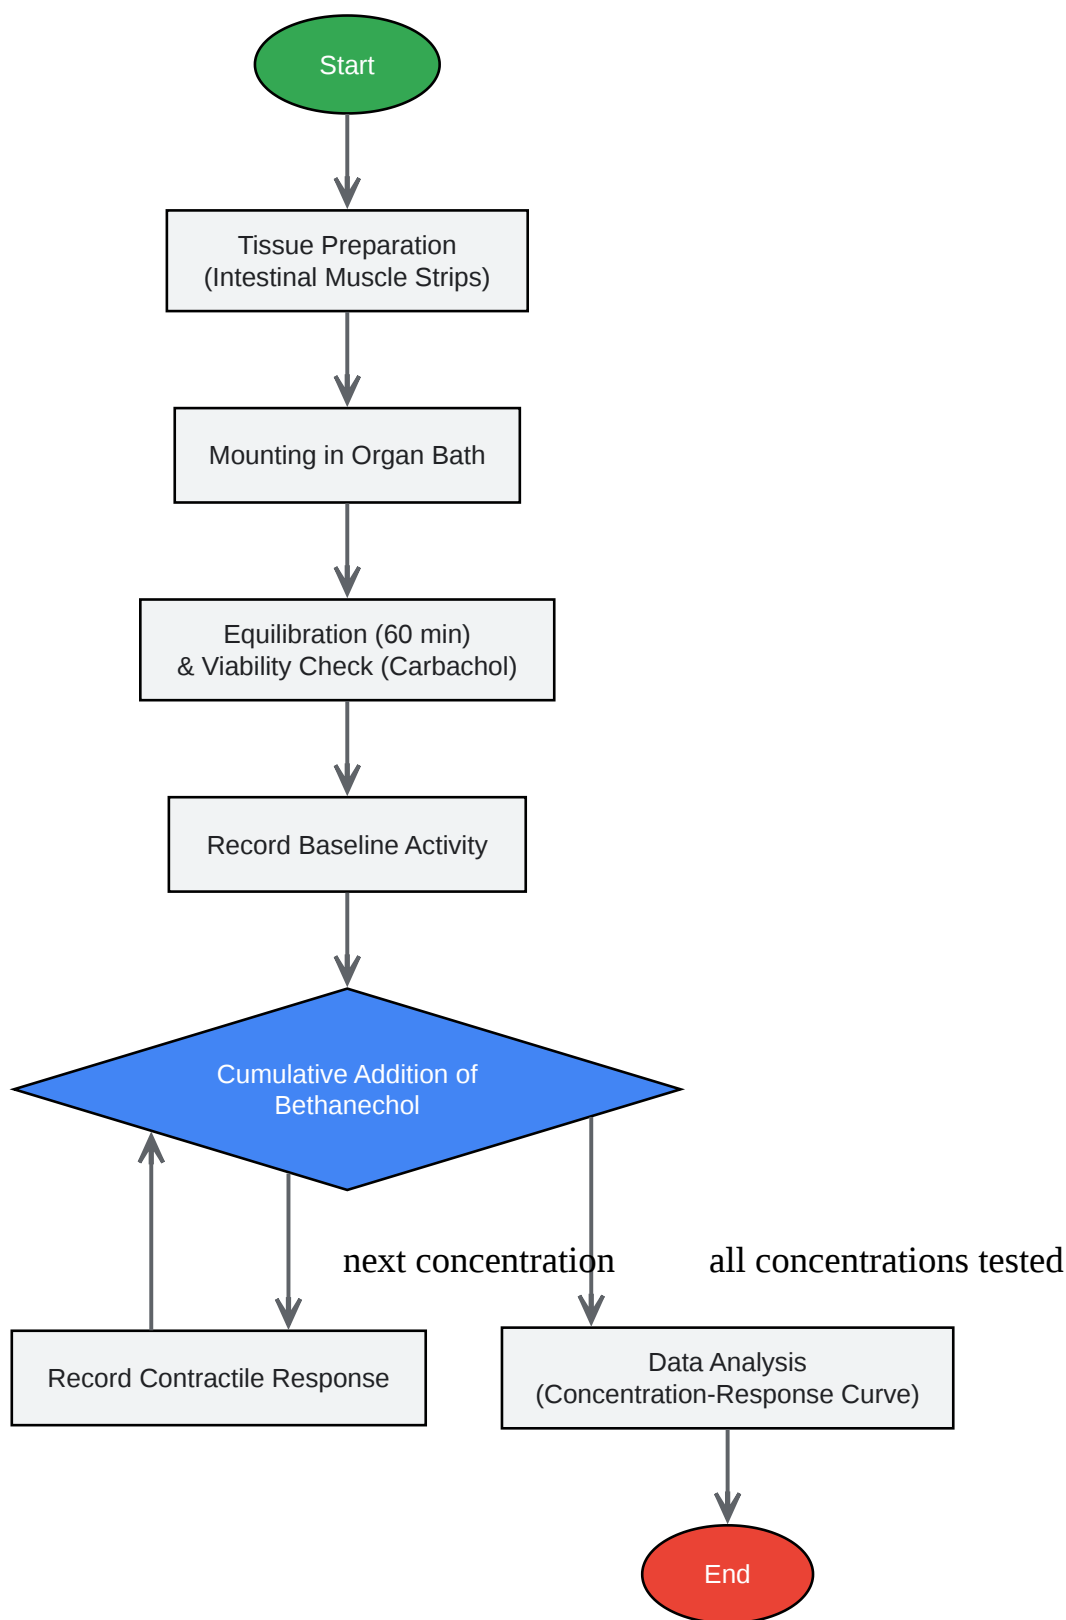 Start
Tissue Preparation
(Intestinal Muscle Strips)
Mounting in Organ Bath
Equilibration (60 min)
& Viability Check (Carbachol)
Record Baseline Activity
Cumulative Addition of
Bethanechol
next concentration
all concentrations tested
Record Contractile Response
Data Analysis
(Concentration-Response Curve)
End